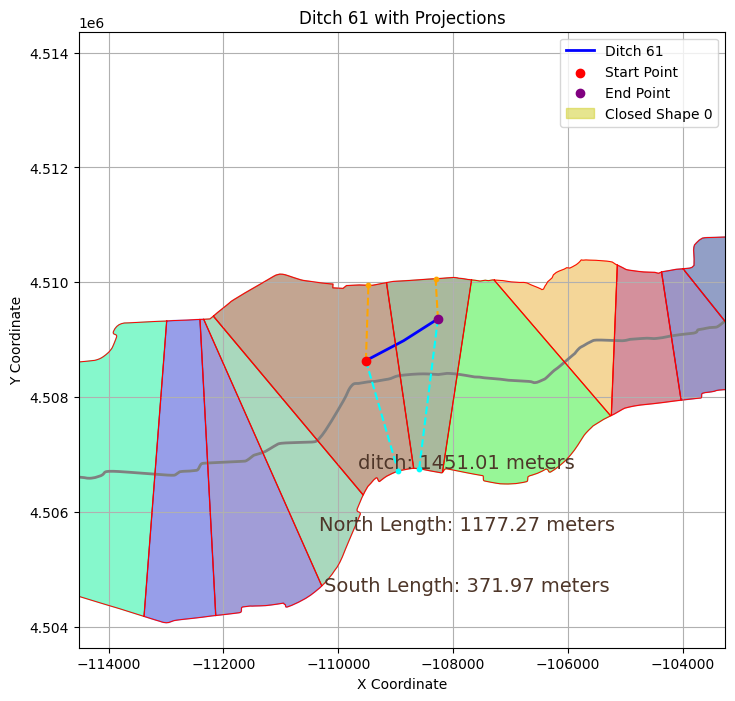 Ditch 61 with Projections
1e6
Ditch 61
Start Point
End Point
Closed Shape 0
4.514
4.512
4.510
4.508
4.506
4.504
Y Coordinate
ditch: 1451.01 meters
North Length: 1177.27 meters
South Length: 371.97 meters
−114000 −112000 −110000 −108000 −106000 −104000
X Coordinate